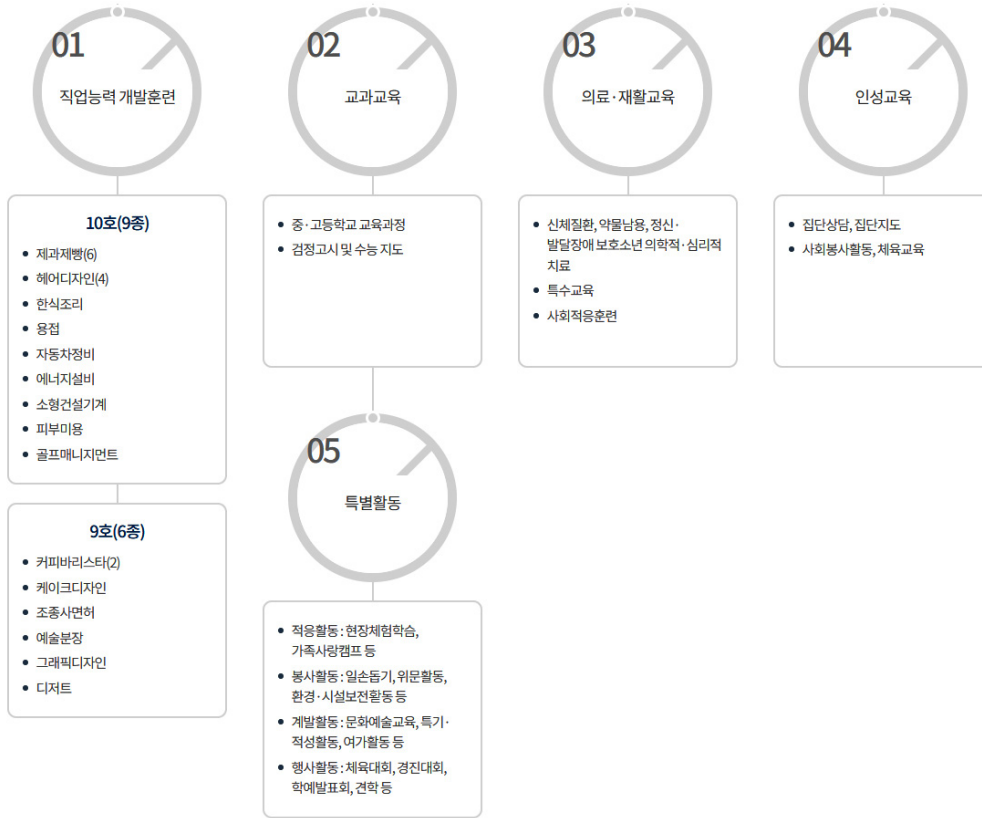 01
직업능력 개발훈련
10호(9종)
제과제빵(6)
헤어디자인(4)
한식조리
용접
자동차정비
에너지설비
소형건설기계
피부미용
골프매니지먼트
9호(6종)
커피바리스타(2)
케이크디자인
조종사면허
예술분장
그래픽디자인
디저트
02
교과교육
중·고등학교 교육과정
검정고시 및 수능 지도
03
의료·재활교육
신체질환, 약물남용, 정신·
발달장애 보호소년 의학적·심리적
치료
특수교육
사회적응훈련
04
인성교육
집단상담, 집단지도
사회봉사활동, 체육교육
05
특별활동
적응활동 : 현장체험학습,
가족사랑캠프 등
봉사활동 : 일손돕기, 위문활동,
환경·시설보전홛동 등
계발활동 : 문화예술교육, 특기·
적성활동, 여가활동 등
행사활동 : 체육대회, 경진대회,
학예발표회, 견학 등